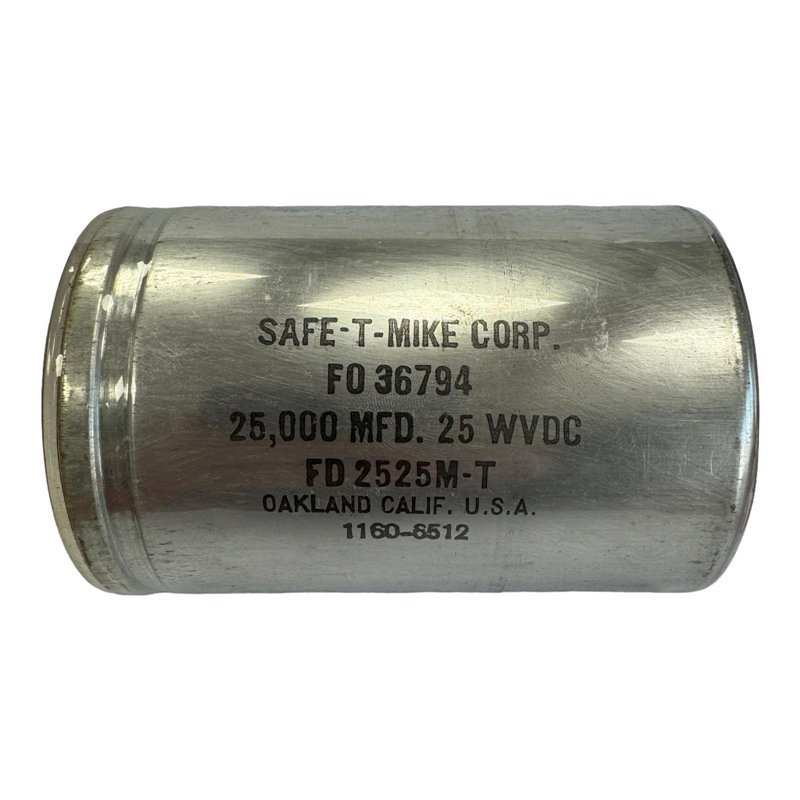 SAFE-T-MIKE CORP.
FO 36794
25,000 MFD. 25 WVDC
FD 2525M-T
OAKLAND CALIF. U.S.A.
1160-6512